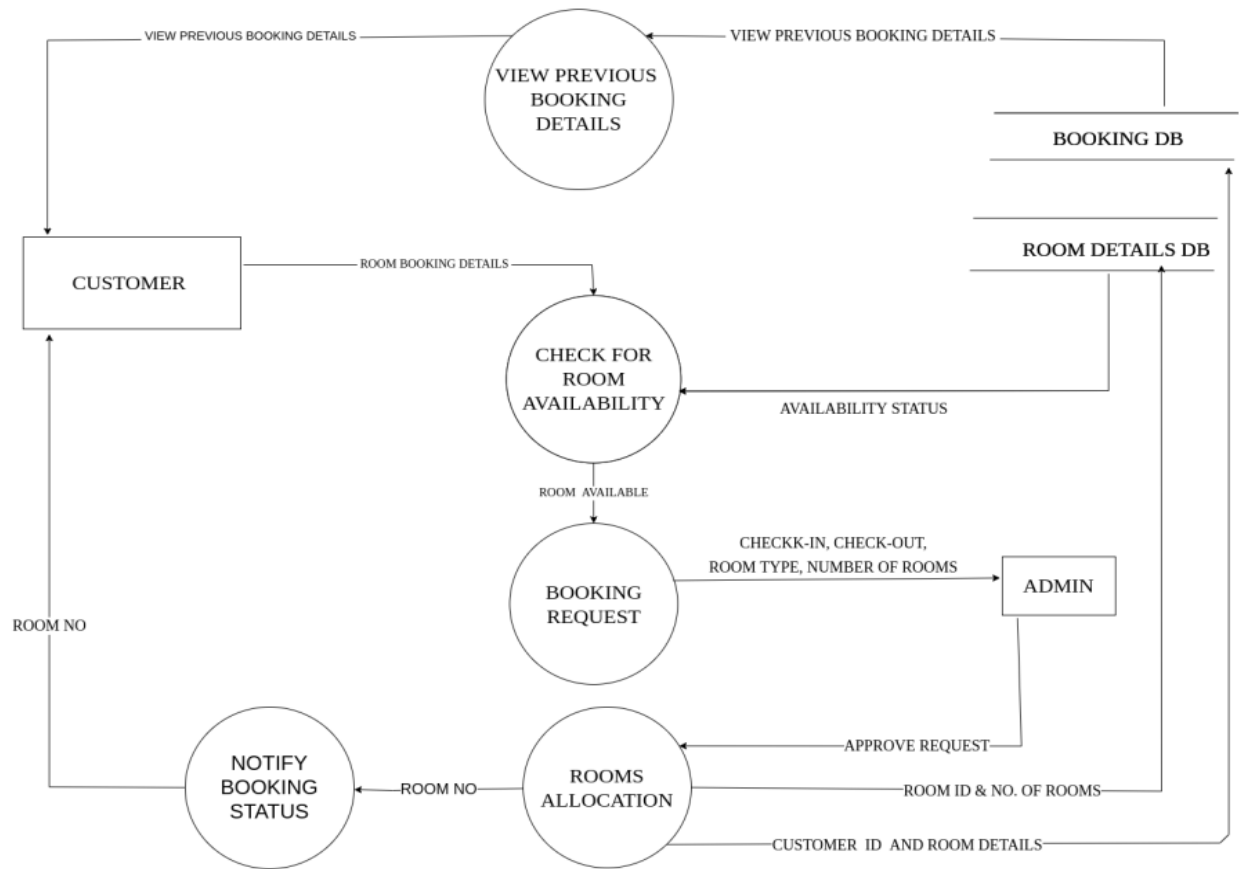 VIEW PREVIOUS BOOKING DETAILS
VIEW PREVIOUS BOOKING DETAILS
VIEW PREVIOUS
BOOKING
DETAILS
BOOKING DB
ROOM DETAILS DB
CUSTOMER
ROOM BOOKING DETAILS
CHECK FOR
ROOM
AVAILABILITY
AVAILABILITY STATUS
ROOM AVAILABLE
BOOKING
REQUEST
CHECKK-IN, CHECK-OUT,
ROOM TYPE, NUMBER OF ROOMS
ADMIN
ROOM NO
APPROVE REQUEST
NOTIFY
BOOKING
STATUS
ROOM NO
ROOMS
ALLOCATION
ROOM ID & NO. OF ROOMS
CUSTOMER ID AND ROOM DETAILS